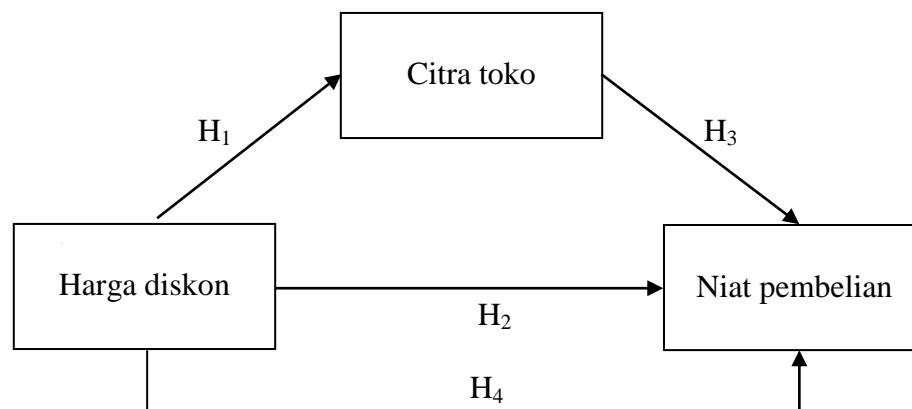 Citra toko
H₁
H₃
Harga diskon
Niat pembelian
H₂
H₄